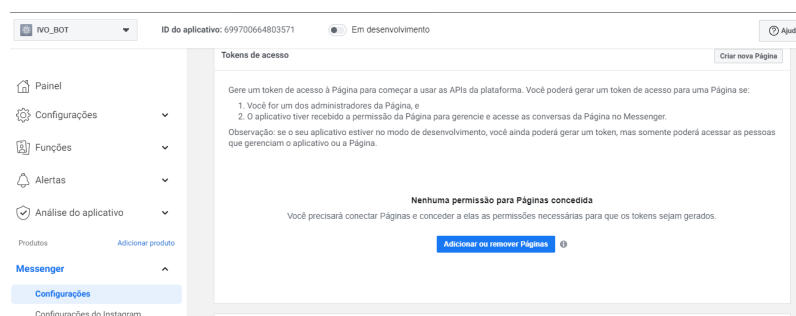 IVO_BOT
ID do aplicativo: 699700664803571
Em desenvolvimento
Ajud
Tokens de acesso
Criar nova Página
Gere um token de acesso à Página para começar a usar as APIs da plataforma. Você poderá gerar um token de acesso para uma Página se:
1. Você for um dos administradores da Página, e
2. O aplicativo tiver recebido a permissão da Página para gerencie e acesse as conversas da Página no Messenger.
Observação: se o seu aplicativo estiver no modo de desenvolvimento, você ainda poderá gerar um token, mas somente poderá acessar as pessoas
que gerenciam o aplicativo ou a Página.
Nenhuma permissão para Páginas concedida
Você precisará conectar Páginas e conceder a elas as permissões necessárias para que os tokens sejam gerados.
Adicionar ou remover Páginas
Painel
Configurações
Funções
Alertas
Análise do aplicativo
Produtos
Adicionar produto
Messenger
Configurações
Configurações do Instagram